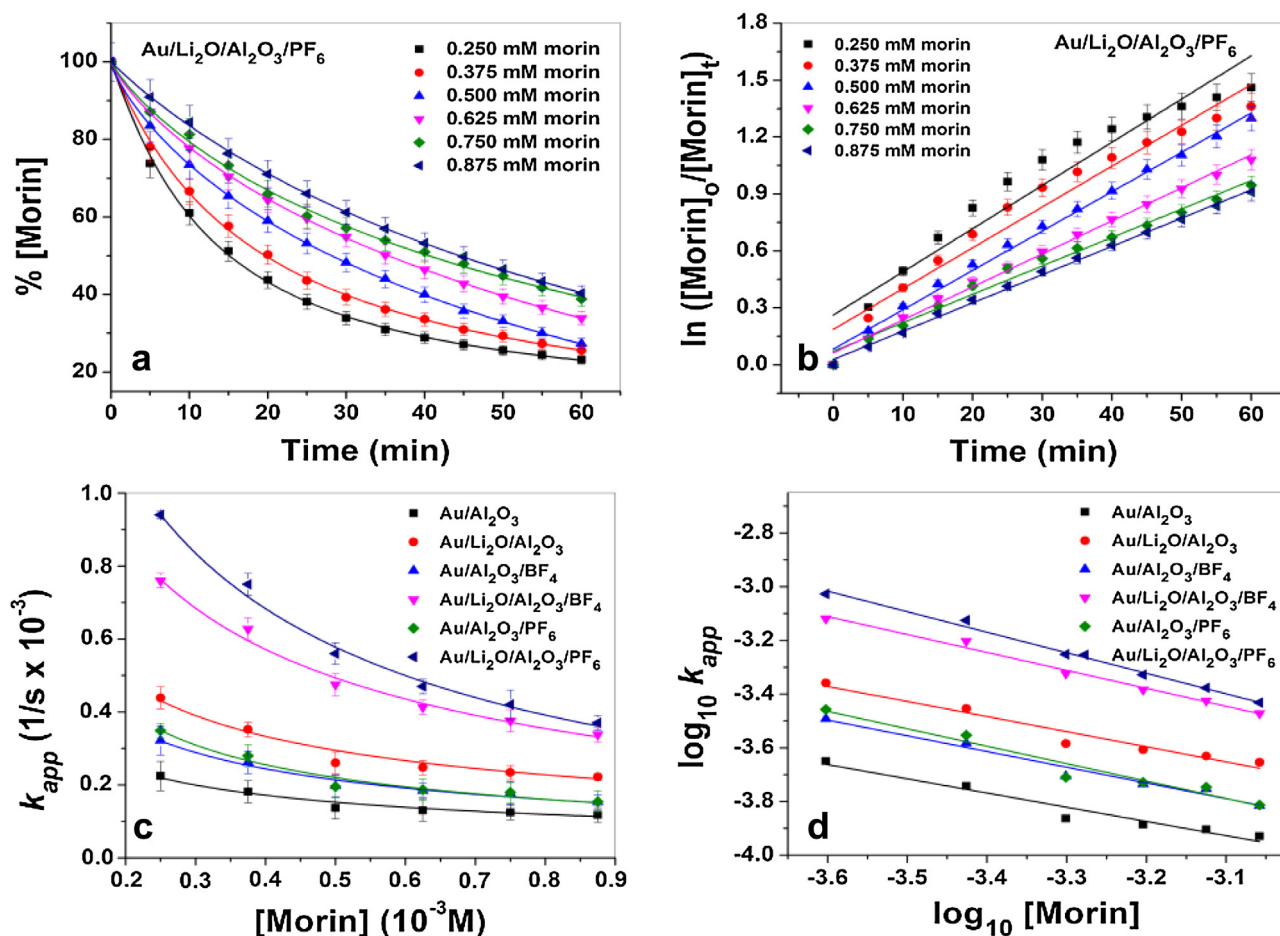 Au/Li₂O/Al₂O₃/PF₆
0.250 mM morin
0.375 mM morin
0.500 mM morin
0.625 mM morin
0.750 mM morin
0.875 mM morin
% [Morin]
100
80
60
40
20
a
0 10 20 30 40 50 60
Time (min)
Au/Li₂O/Al₂O₃/PF₆
0.250 mM morin
0.375 mM morin
0.500 mM morin
0.625 mM morin
0.750 mM morin
0.875 mM morin
ln ([Morin]₀/[Morin]ₜ)
1.8
1.5
1.2
0.9
0.6
0.3
0.0
b
0 10 20 30 40 50 60
Time (min)
Au/Al₂O₃
Au/Li₂O/Al₂O₃
Au/Al₂O₃/BF₄
Au/Li₂O/Al₂O₃/BF₄
Au/Al₂O₃/PF₆
Au/Li₂O/Al₂O₃/PF₆
k_app (1/s x 10⁻³)
1.0
0.8
0.6
0.4
0.2
0.0
c
0.2 0.3 0.4 0.5 0.6 0.7 0.8 0.9
[Morin] (10⁻³M)
Au/Al₂O₃
Au/Li₂O/Al₂O₃
Au/Al₂O₃/BF₄
Au/Li₂O/Al₂O₃/BF₄
Au/Al₂O₃/PF₆
Au/Li₂O/Al₂O₃/PF₆
log₁₀ k_app
-2.8
-3.0
-3.2
-3.4
-3.6
-3.8
-4.0
d
-3.6 -3.5 -3.4 -3.3 -3.2 -3.1
log₁₀ [Morin]